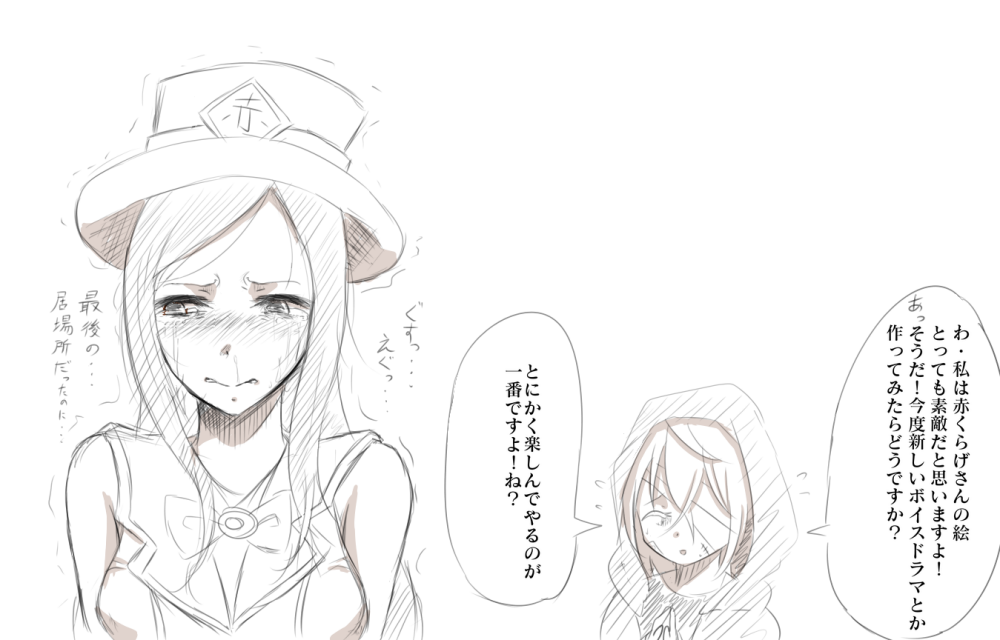 わ・私は赤くらげさんの絵
とっても素敵だと思いますよ!
あっ
そうだ!今度新しいボイスドラマとか
作ってみたらどうですか?
とにかく楽しんでやるのが
一番ですよ!ね?
ぐすっ・・・
えぐっ・・
赤
最後の・・・
居場所だったのに・・・